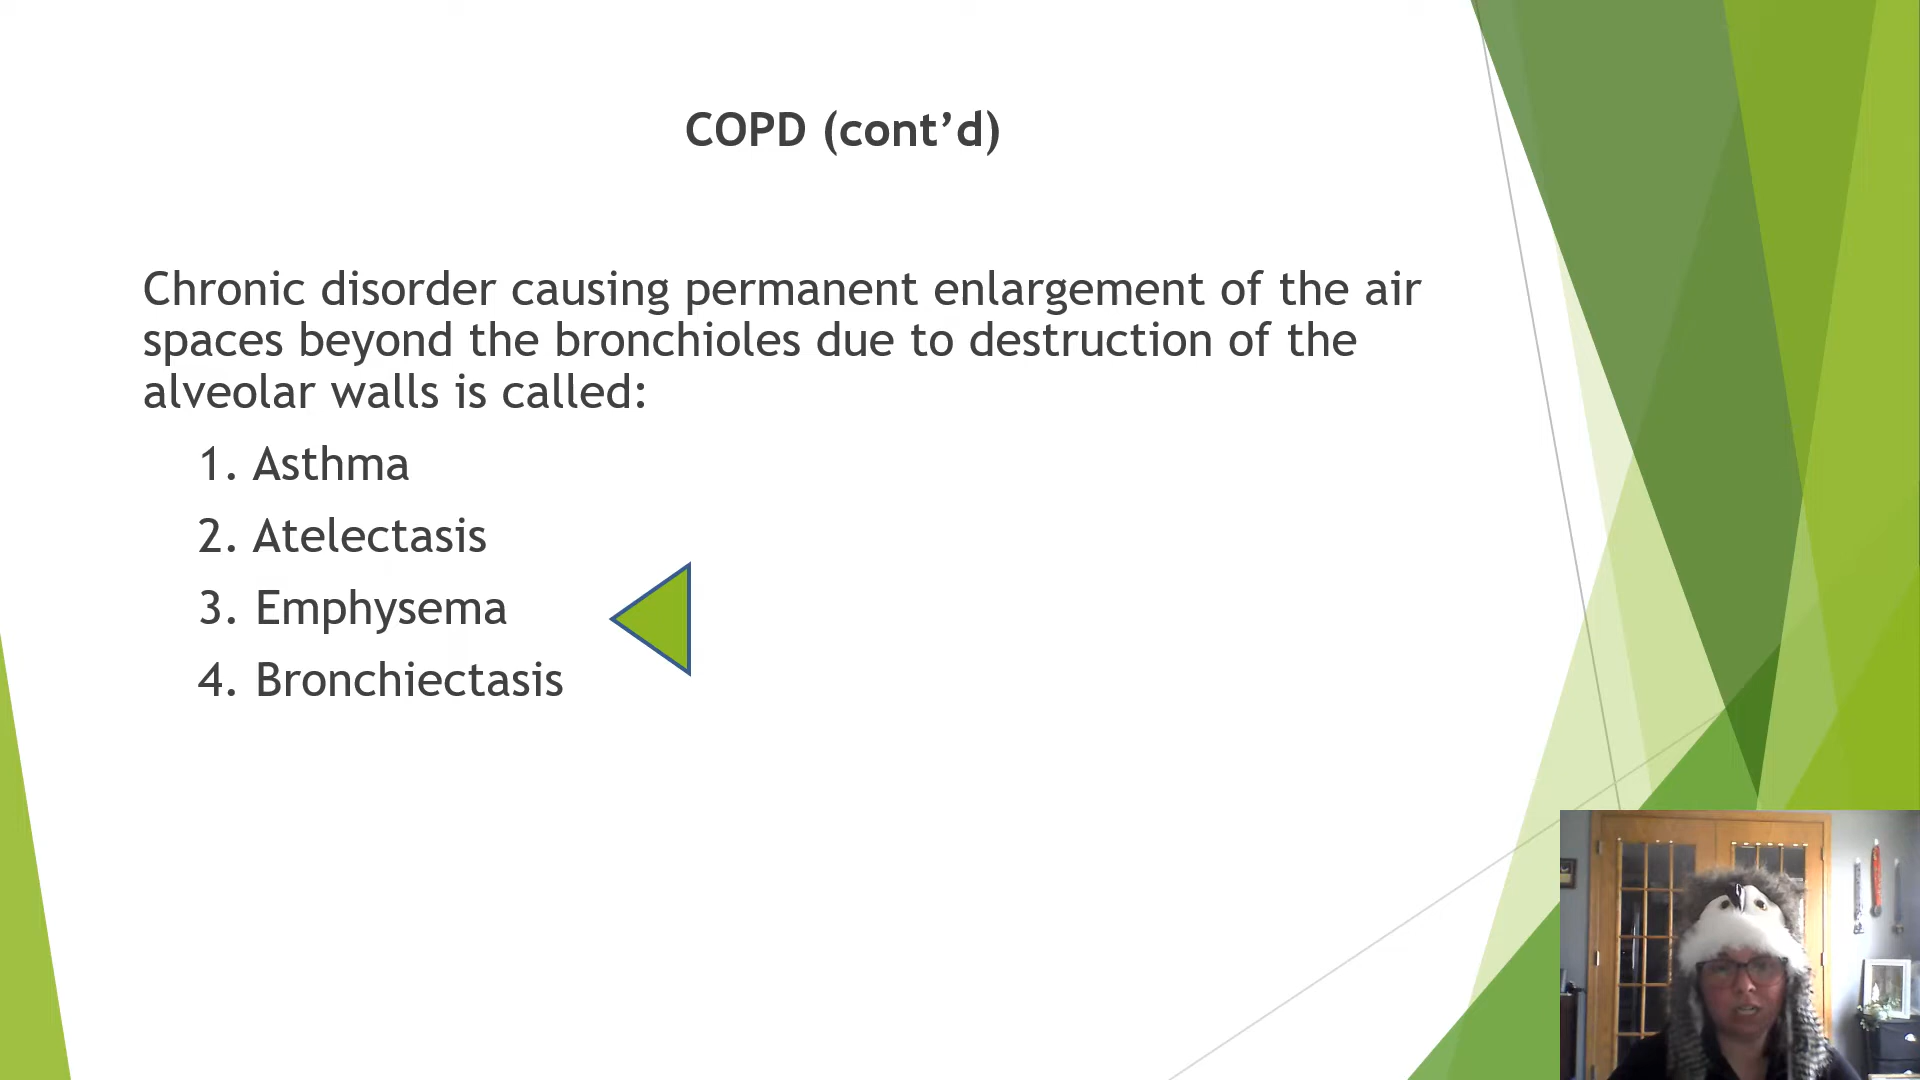 COPD (cont’d)
Chronic disorder causing permanent enlargement of the air
spaces beyond the bronchioles due to destruction of the
alveolar walls is called:
1. Asthma
2. Atelectasis
3. Emphysema
4. Bronchiectasis